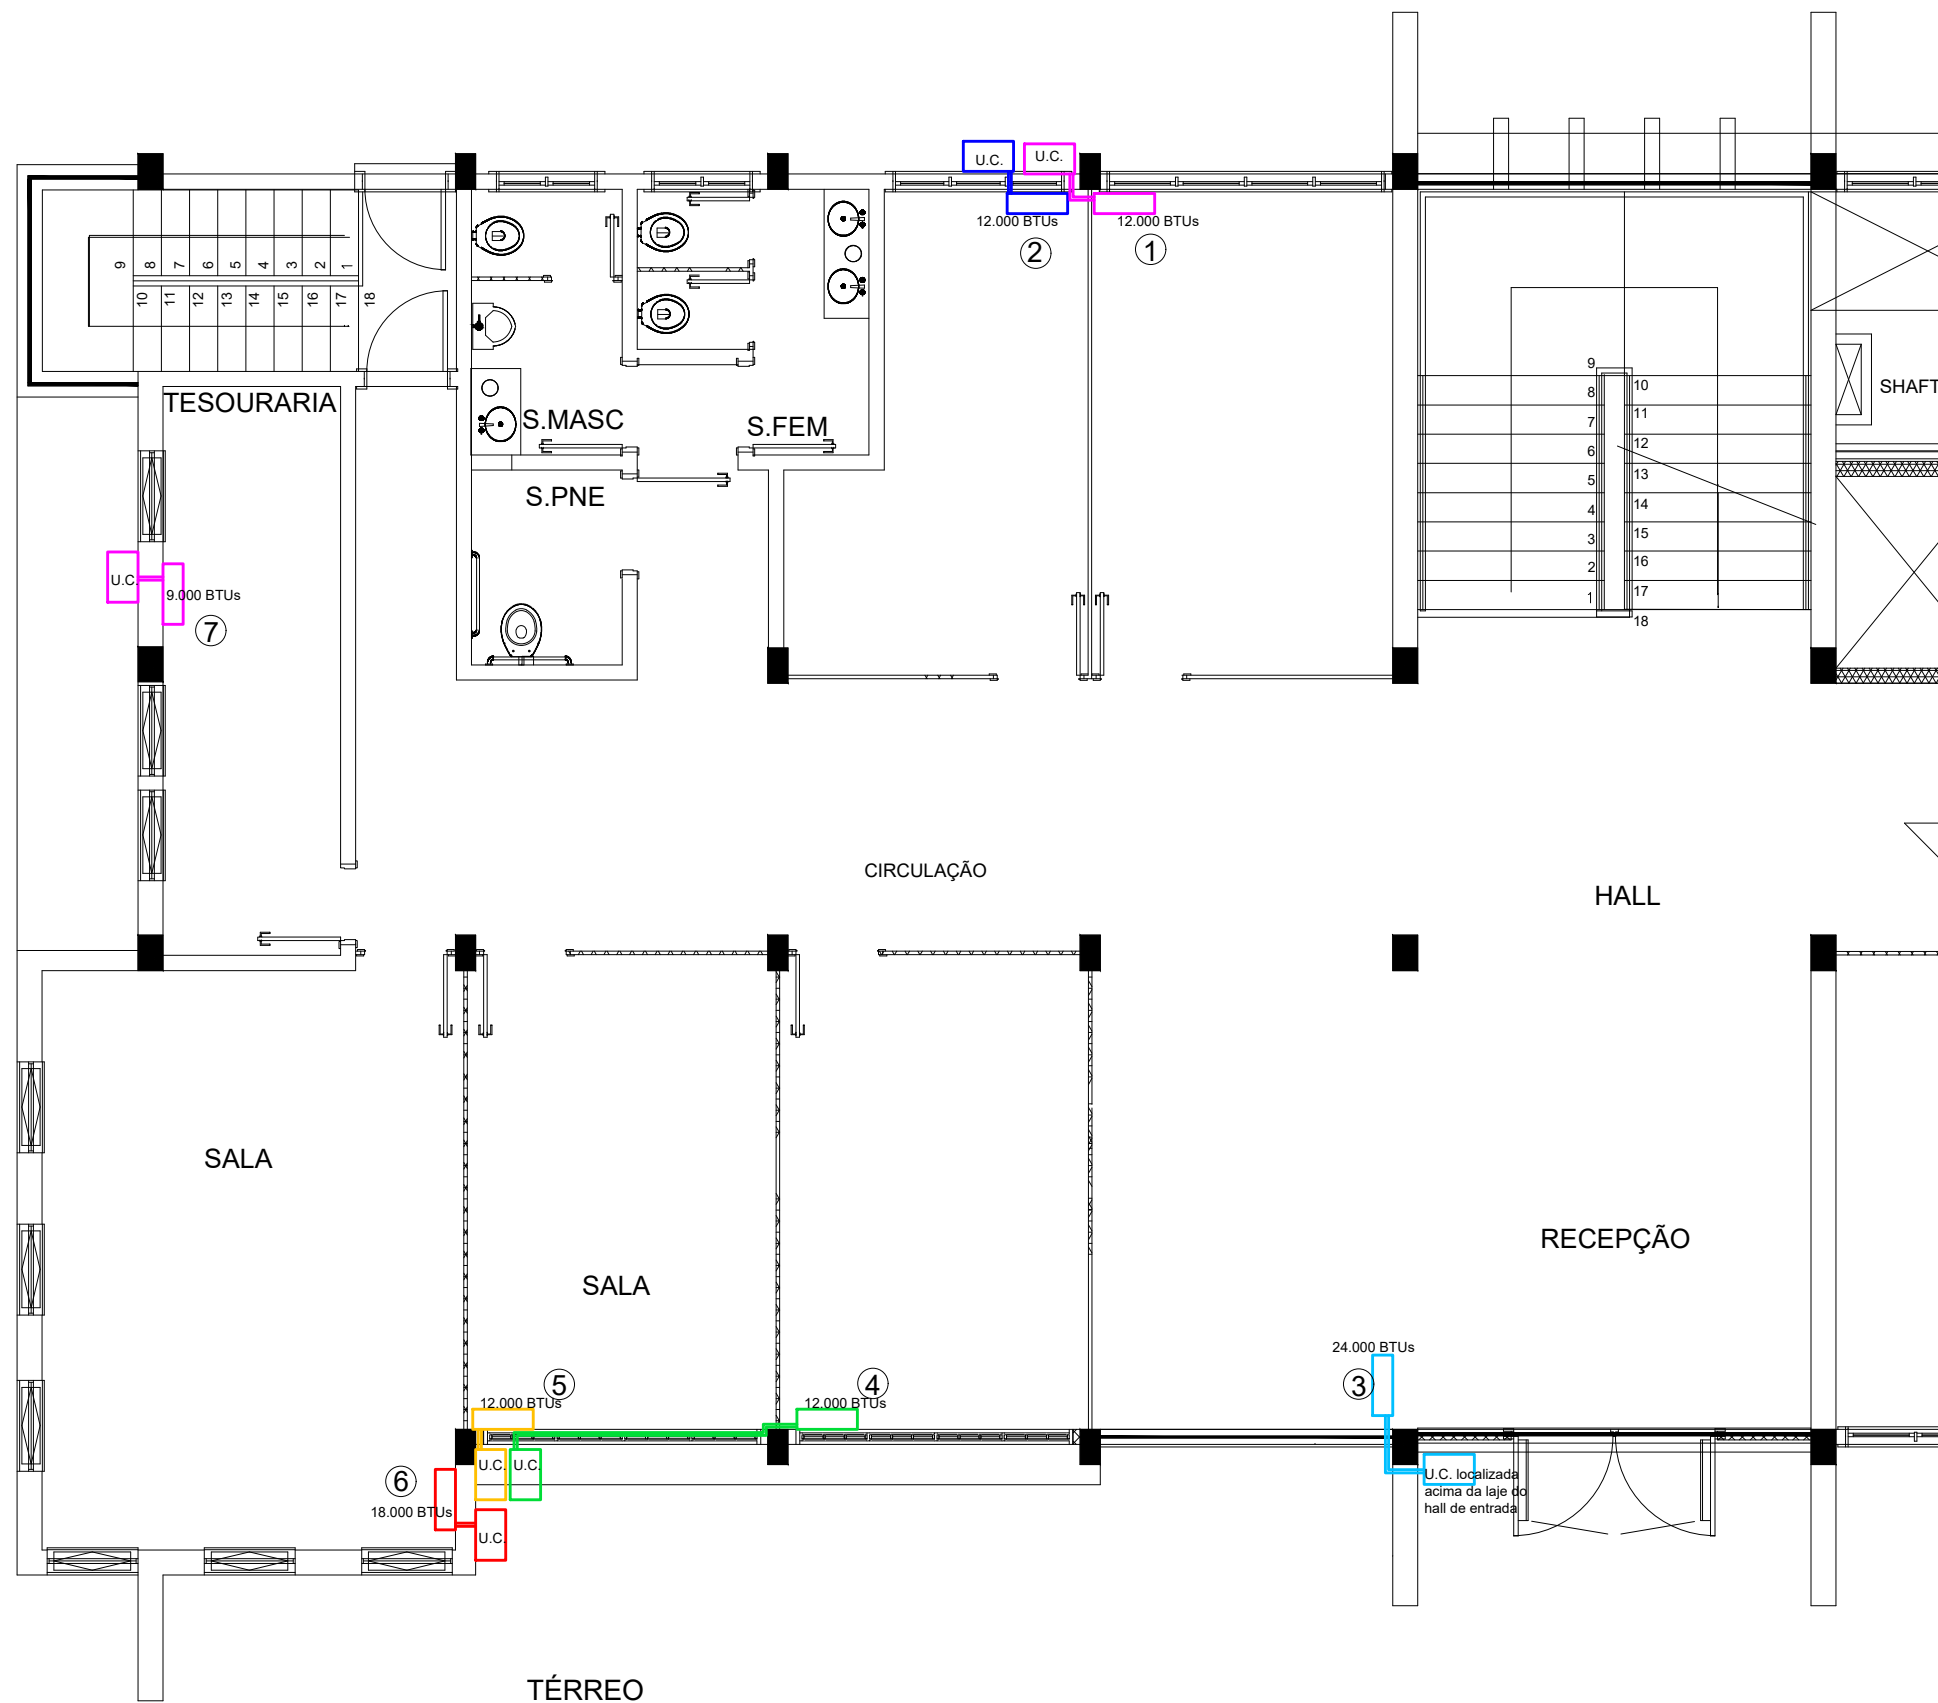 U.C.
U.C.
12.000 BTUs
12.000 BTUs
2
1
9 8 7 6 5 4 3 2 1
10 11 12 13 14 15 16 17 18
TESOURARIA
S.MASC
S.FEM
S.PNE
SHAFT
9
8
7
6
5
4
3
2
1
10
11
12
13
14
15
16
17
18
U.C.
9.000 BTUs
7
CIRCULAÇÃO
HALL
SALA
RECEPÇÃO
SALA
24.000 BTUs
3
5
12.000 BTUs
4
12.000 BTUs
U.C.
U.C.
6
18.000 BTUs
U.C.
U.C. localizada
acima da laje do
hall de entrada
TÉRREO